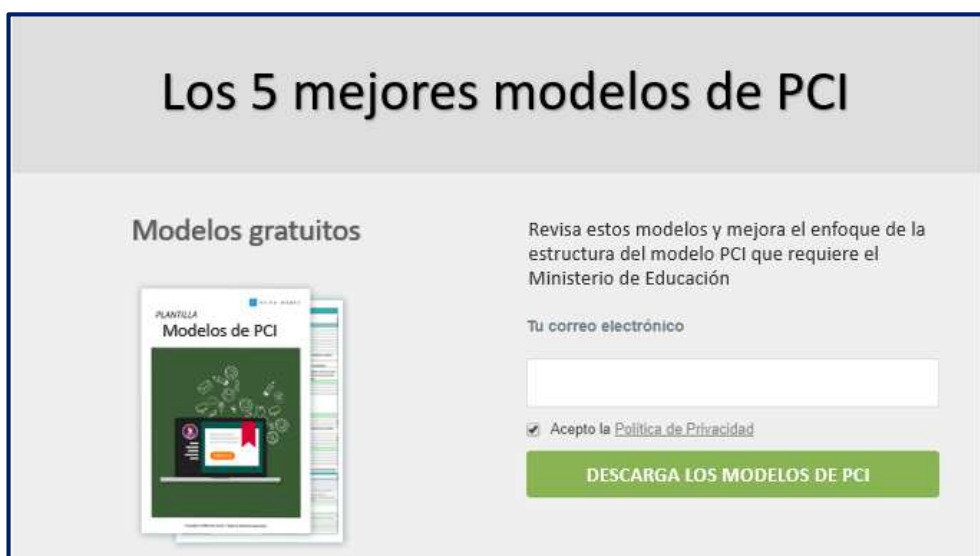 Los 5 mejores modelos de PCI
Modelos gratuitos
PLANTILLA
Modelos de PCI
Revisa estos modelos y mejora el enfoque de la
estructura del modelo PCI que requiere el
Ministerio de Educación
Tu correo electrónico
Acepto la Política de Privacidad
DESCARGA LOS MODELOS DE PCI